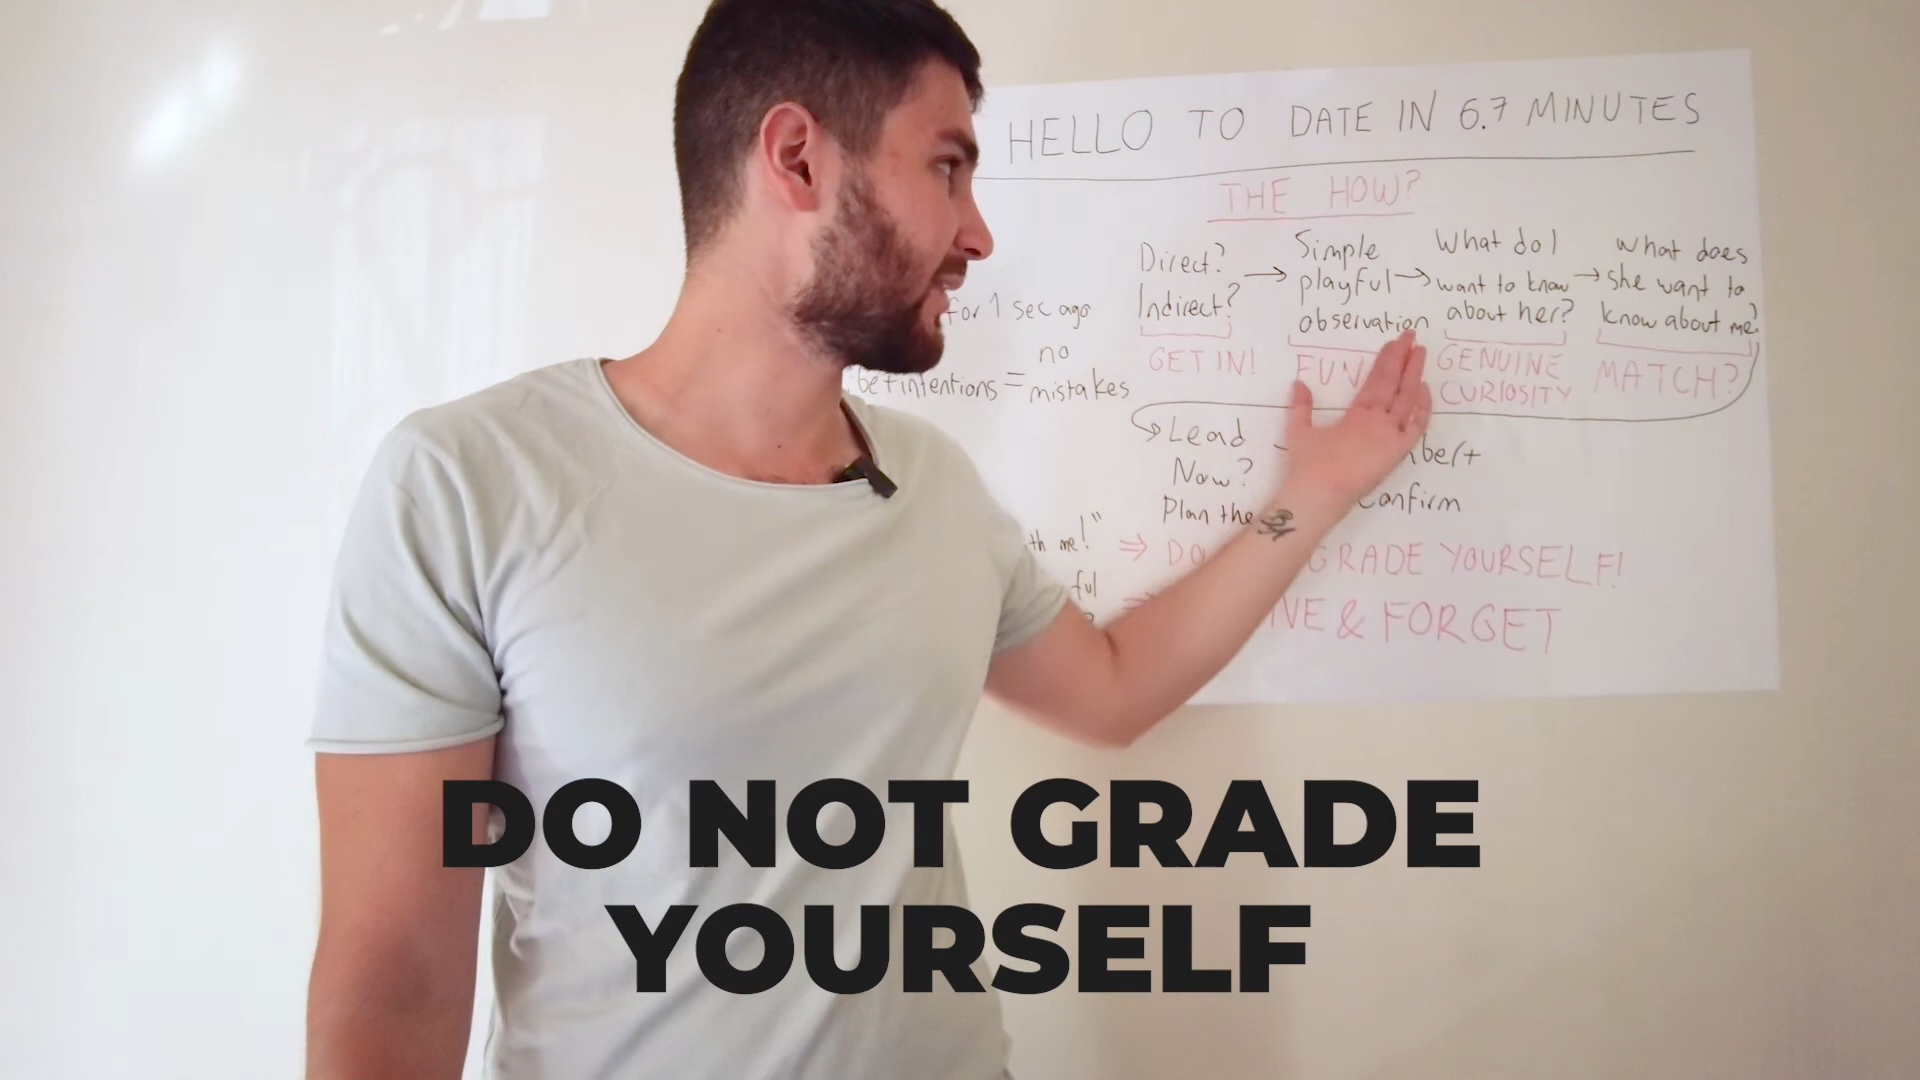 HELLO TO DATE IN 6.7 MINUTES
THE HOW?
Direct?
Indirect?
GET IN!
Simple
playful
observation
What do I
want to know
about her?
GENUINE
CURIOSITY
What does
she want to
know about me?
MATCH?
for 1 sec ago
no
intentions = mistakes
Lead
Now?
Plan the
Confirm
me!"
GRADE YOURSELF!
& FORGET
DO NOT GRADE
YOURSELF